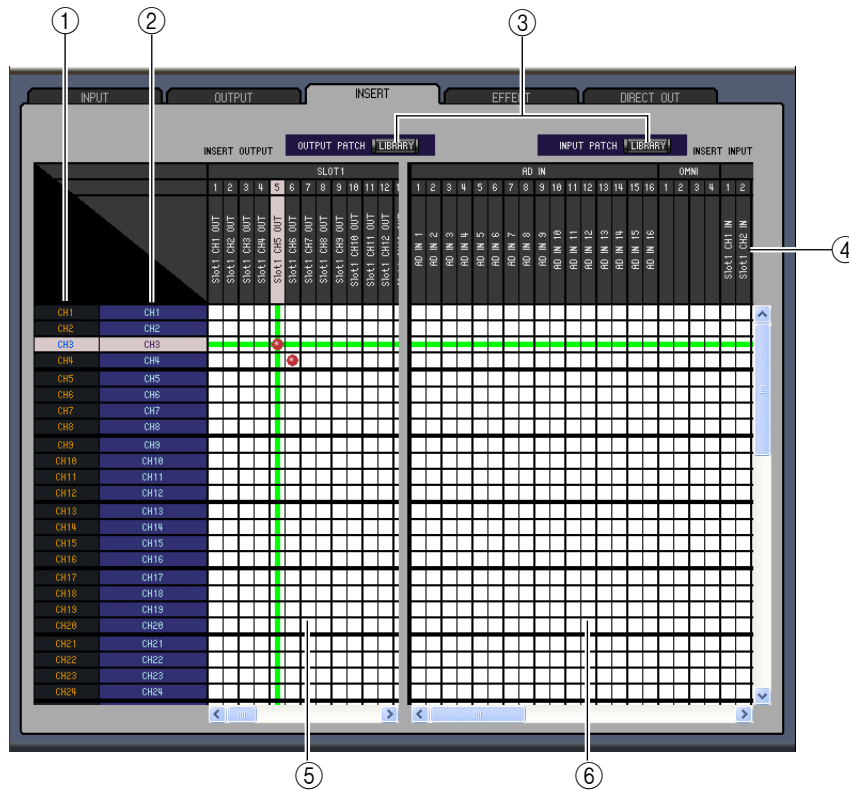 ① ② ③
INPUT OUTPUT INSERT EFFECT DIRECT OUT
INSERT OUTPUT OUTPUT PATCH LIBRARY INPUT PATCH LIBRARY INSERT INPUT
SLOT1 AD IN OMNI
1 2 3 4 5 6 7 8 9 10 11 12 1 2 3 4 5 6 7 8 9 10 11 12 13 14 15 16 1 2 3 4 1 2
Slot1 CH1 OUT
Slot1 CH2 OUT
Slot1 CH3 OUT
Slot1 CH4 OUT
Slot1 CH5 OUT
Slot1 CH6 OUT
Slot1 CH7 OUT
Slot1 CH8 OUT
Slot1 CH9 OUT
Slot1 CH10 OUT
Slot1 CH11 OUT
Slot1 CH12 OUT
AD IN 1
AD IN 2
AD IN 3
AD IN 4
AD IN 5
AD IN 6
AD IN 7
AD IN 8
AD IN 9
AD IN 10
AD IN 11
AD IN 12
AD IN 13
AD IN 14
AD IN 15
AD IN 16
Slot1 CH1 IN
Slot1 CH2 IN
④
CH1 CH1
CH2 CH2
CH3 CH3
CH4 CH4
CH5 CH5
CH6 CH6
CH7 CH7
CH8 CH8
CH9 CH9
CH10 CH10
CH11 CH11
CH12 CH12
CH13 CH13
CH14 CH14
CH15 CH15
CH16 CH16
CH17 CH17
CH18 CH18
CH19 CH19
CH20 CH20
CH21 CH21
CH22 CH22
CH23 CH23
CH24 CH24
⑤ ⑥